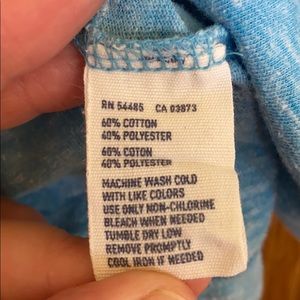 RN 54485 CA 03873
60% COTTON
40% POLYESTER
60% COTON
40% POLYESTER
MACHINE WASH COLD
WITH LIKE COLORS
USE ONLY NON-CHLORINE
BLEACH WHEN NEEDED
TUMBLE DRY LOW
REMOVE PROMPTLY
COOL IRON IF NEEDED